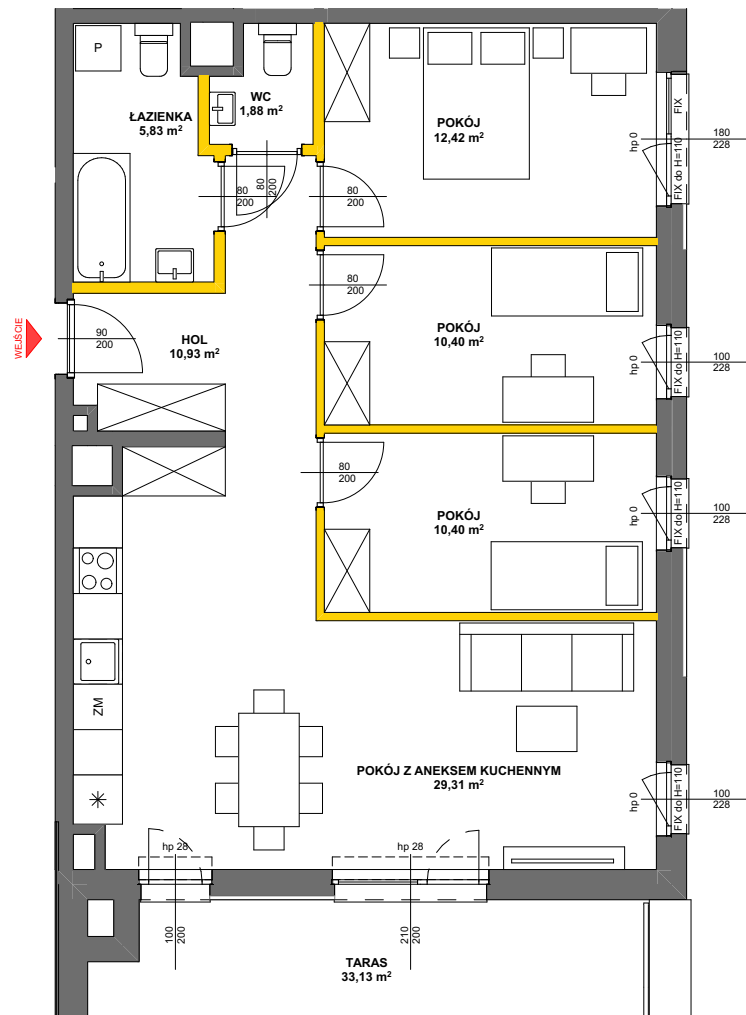 P
WC
1,88 m²
ŁAZIENKA
5,83 m²
POKÓJ
12,42 m²
FIX
FIX do H=110
hp 0
180
228
80
200
80
200
80
200
80
200
POKÓJ
10,40 m²
hp 0
FIX do H=110
100
228
WEJŚCIE
90
200
HOL
10,93 m²
80
200
POKÓJ
10,40 m²
hp 0
FIX do H=110
100
228
ZM
POKÓJ Z ANEKSEM KUCHENNYM
29,31 m²
hp 0
FIX do H=110
100
228
hp 28
hp 28
100
200
210
200
TARAS
33,13 m²